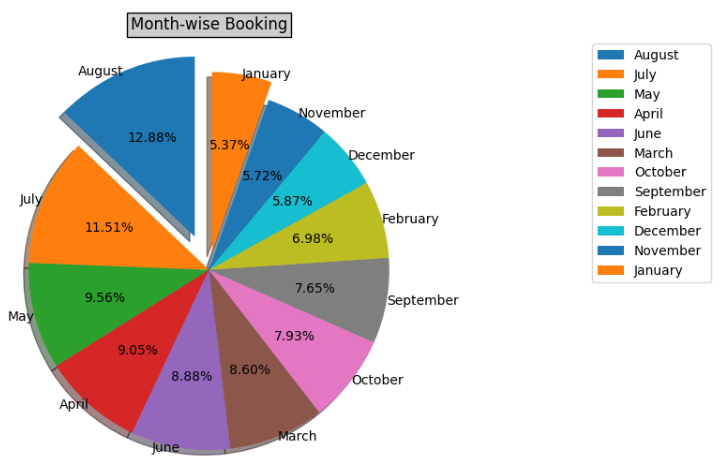 Month-wise Booking
August
12.88%
January
5.37%
November
5.72%
December
5.87%
February
6.98%
September
7.65%
October
7.93%
March
8.60%
June
8.88%
April
9.05%
May
9.56%
July
11.51%
August
July
May
April
June
March
October
September
February
December
November
January